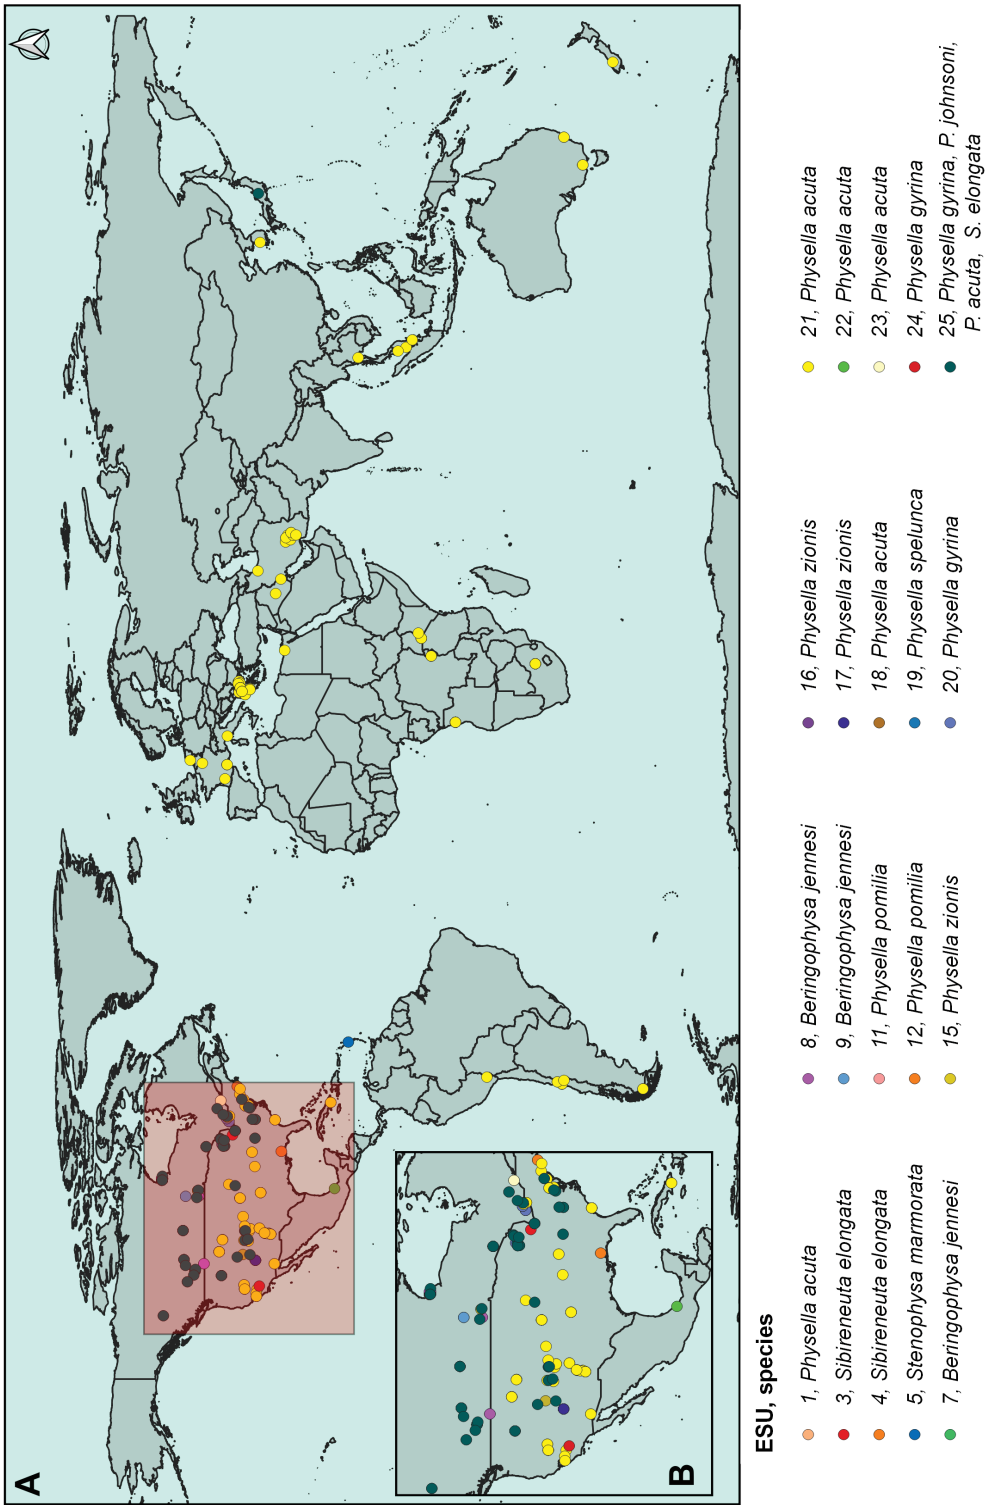 A
B
ESU, species
1, Physella acuta
3, Sibireneuta elongata
4, Sibireneuta elongata
5, Stenophysa marmorata
7, Beringophysa jennesi
8, Beringophysa jennesi
9, Beringophysa jennesi
11, Physella pomilia
12, Physella pomilia
15, Physella zionis
16, Physella zionis
17, Physella zionis
18, Physella acuta
19, Physella spelunca
20, Physella gyrina
21, Physella acuta
22, Physella acuta
23, Physella acuta
24, Physella gyrina
25, Physella gyrina, P. johnsoni,
P. acuta, S. elongata